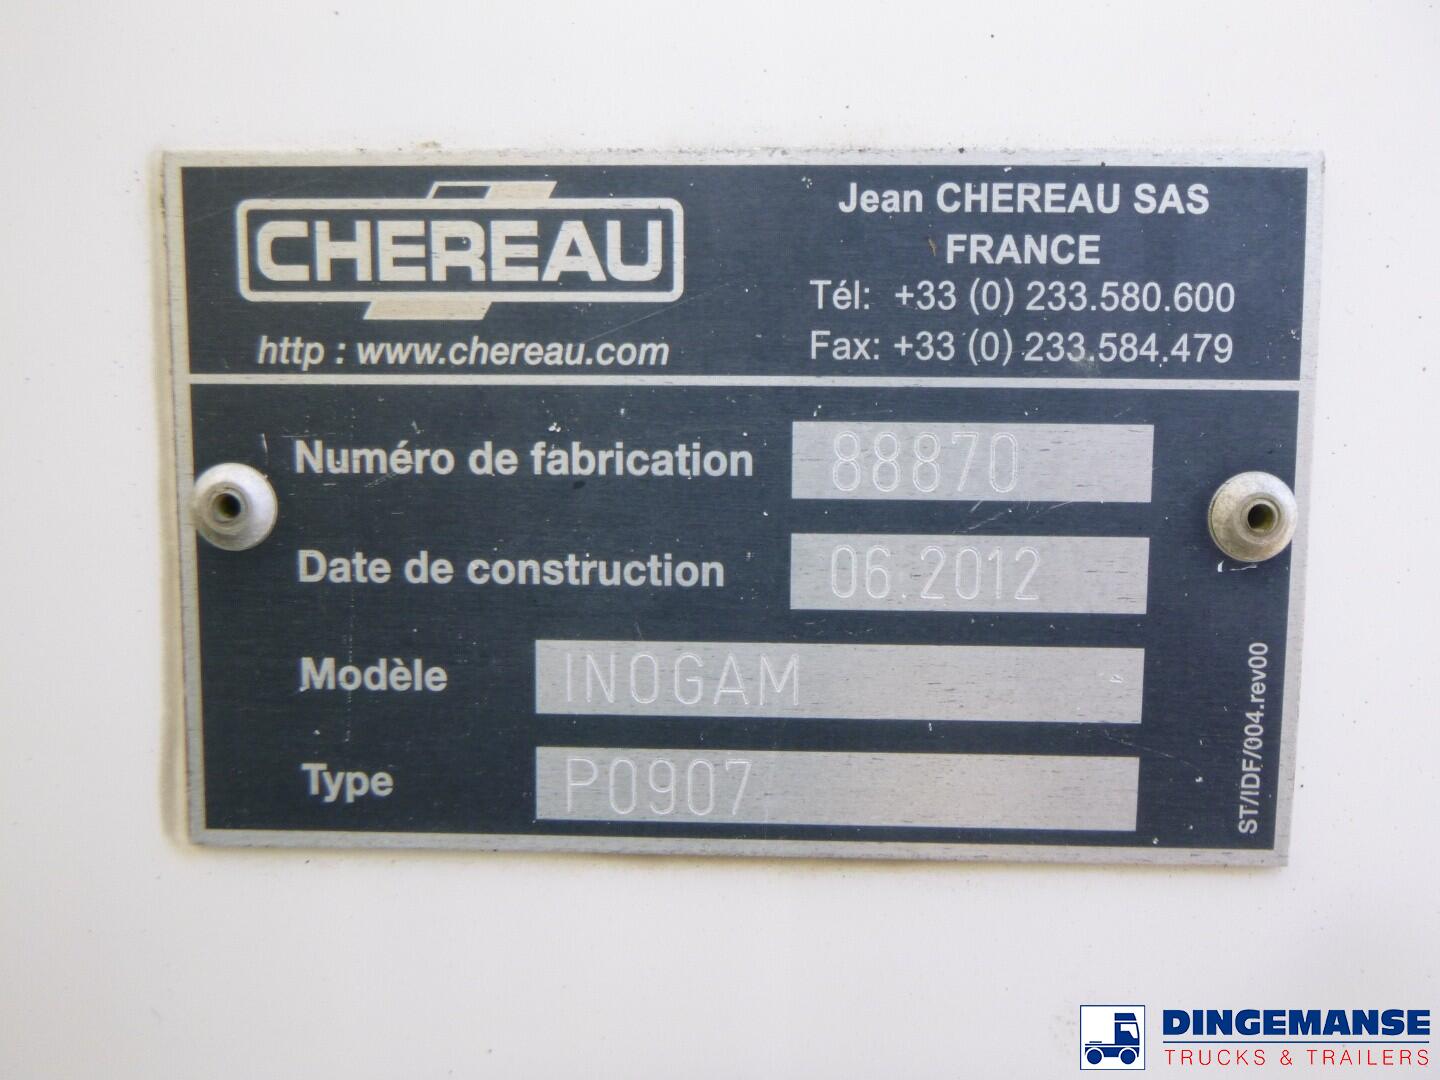 CHEREAU
http : www.chereau.com
Jean CHEREAU SAS
FRANCE
Tél: +33 (0) 233.580.600
Fax: +33 (0) 233.584.479
Numéro de fabrication 88870
Date de construction 06.2012
Modèle INOGAM
Type P0907
ST/IDF/004.rev00
DINGEMANSE
TRUCKS & TRAILERS